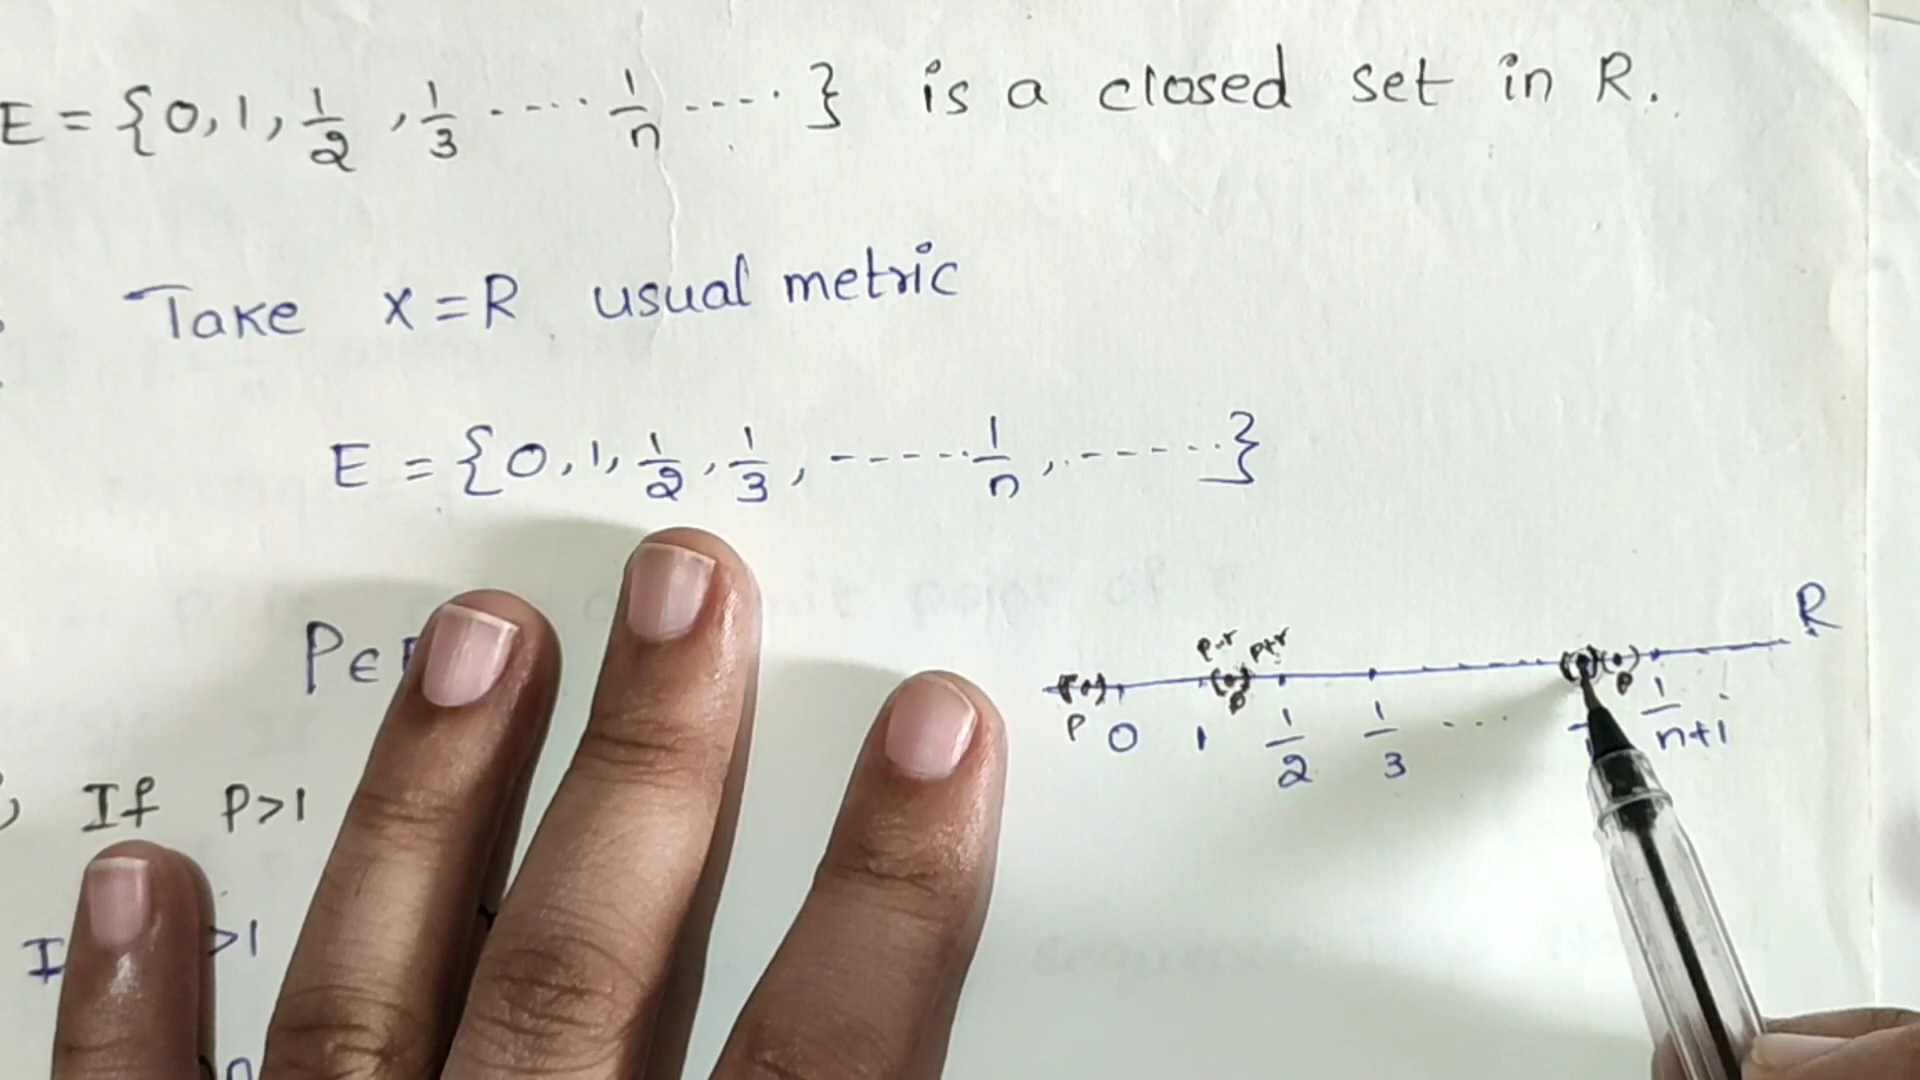 E = {0, 1, 1/2, 1/3 ---- 1/n ---- } is a closed set in R.
Take X = R usual metric
E = {0, 1, 1/2, 1/3, ----- 1/n, ------}
P∈
R
P-r P+r
(•) (•) (•) (•)
P 0 1 P 1/2 1/3 ... P 1/n+1
If P>1
>1